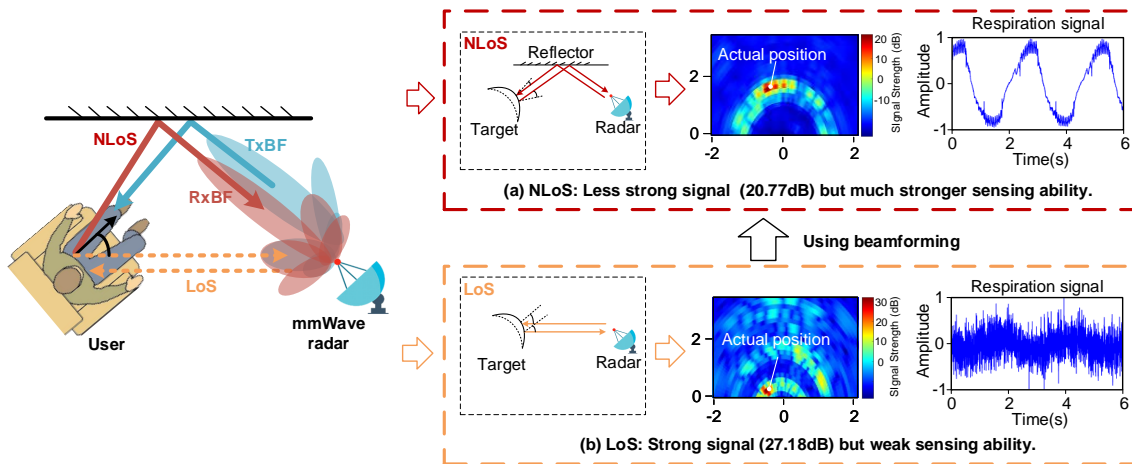 NLoS
TxBF
RxBF
LoS
User
mmWave
radar
NLoS
Reflector
Target
Radar
Actual position
2
0
-2
0
2
20
10
0
-10
SIgnal Strength (dB)
Respiration signal
Amplitude
1
0
-1
0
2
4
6
Time(s)
(a) NLoS: Less strong signal (20.77dB) but much stronger sensing ability.
Using beamforming
LoS
Target
Radar
Actual position
2
0
-2
0
2
30
20
10
0
SIgnal Strength (dB)
Respiration signal
Amplitude
1
0
-1
0
2
4
6
Time(s)
(b) LoS: Strong signal (27.18dB) but weak sensing ability.